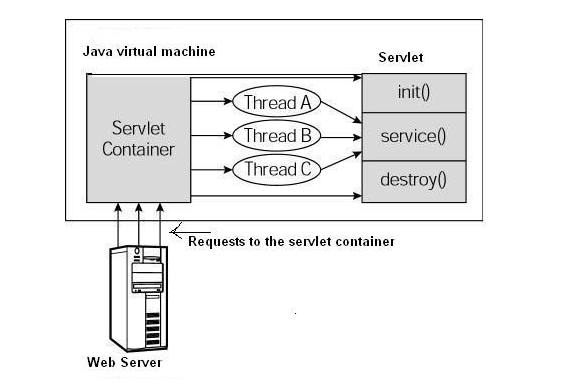 Java virtual machine
Servlet
Servlet
Container
Thread A
Thread B
Thread C
init()
service()
destroy()
Requests to the servlet container
Web Server